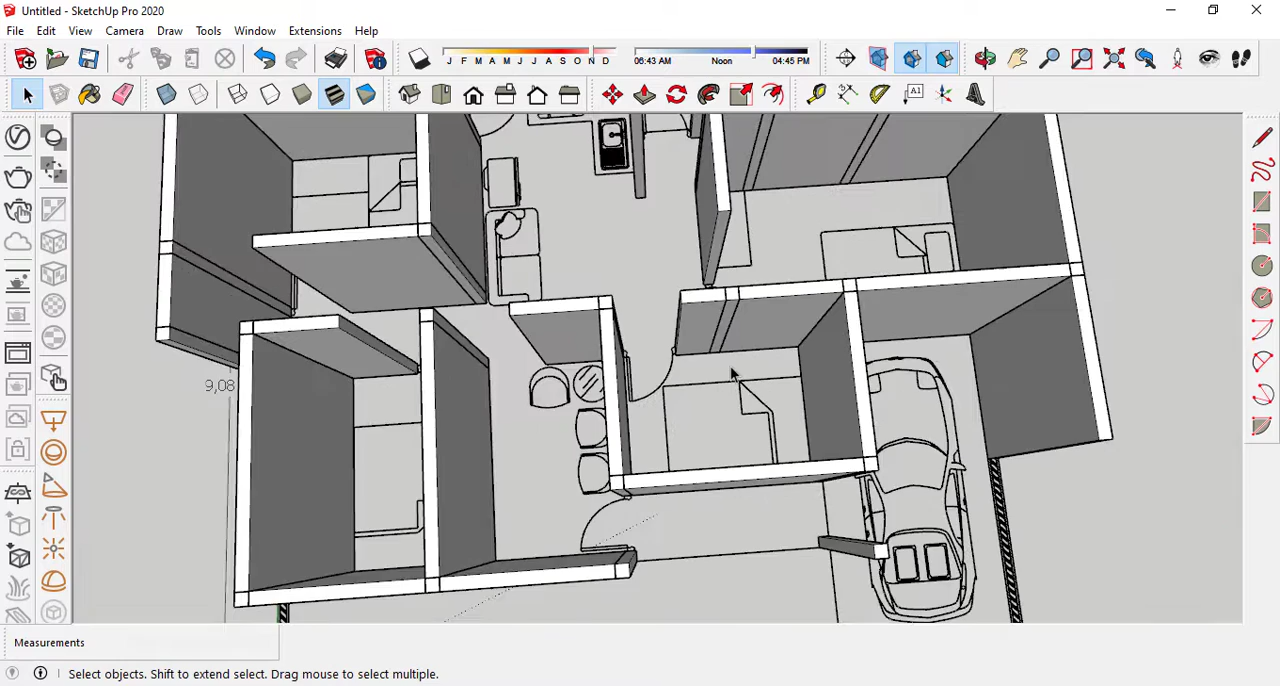 Untitled - SketchUp Pro 2020
File Edit View Camera Draw Tools Window Extensions Help
J F M A M J J A S O N D
06:43 AM Noon 04:45 PM
A1
9,08
Measurements
Select objects. Shift to extend select. Drag mouse to select multiple.